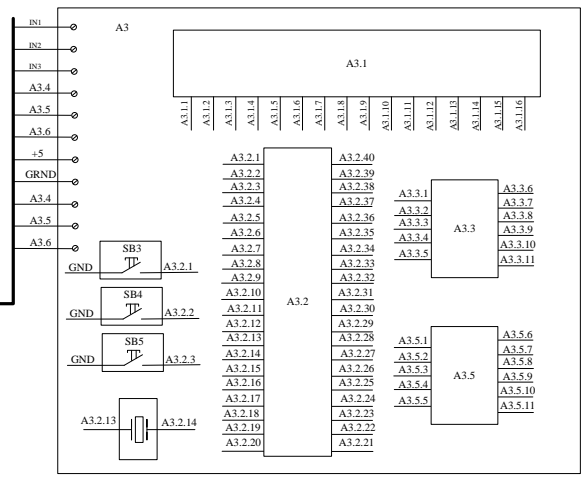 IN1
IN2
IN3
A3.4
A3.5
A3.6
+5
GRND
A3.4
A3.5
A3.6
A3
A3.1
A3.1.1
A3.1.2
A3.1.3
A3.1.4
A3.1.5
A3.1.6
A3.1.7
A3.1.8
A3.1.9
A3.1.10
A3.1.11
A3.1.12
A3.1.13
A3.1.14
A3.1.15
A3.1.16
SB3
GND
A3.2.1
SB4
GND
A3.2.2
SB5
GND
A3.2.3
A3.2.13
A3.2.14
A3.2.1
A3.2.2
A3.2.3
A3.2.4
A3.2.5
A3.2.6
A3.2.7
A3.2.8
A3.2.9
A3.2.10
A3.2.11
A3.2.12
A3.2.13
A3.2.14
A3.2.15
A3.2.16
A3.2.17
A3.2.18
A3.2.19
A3.2.20
A3.2
A3.2.40
A3.2.39
A3.2.38
A3.2.37
A3.2.36
A3.2.35
A3.2.34
A3.2.33
A3.2.32
A3.2.31
A3.2.30
A3.2.29
A3.2.28
A3.2.27
A3.2.26
A3.2.25
A3.2.24
A3.2.23
A3.2.22
A3.2.21
A3.3.1
A3.3.2
A3.3.3
A3.3.4
A3.3.5
A3.3
A3.3.6
A3.3.7
A3.3.8
A3.3.9
A3.3.10
A3.3.11
A3.5.1
A3.5.2
A3.5.3
A3.5.4
A3.5.5
A3.5
A3.5.6
A3.5.7
A3.5.8
A3.5.9
A3.5.10
A3.5.11